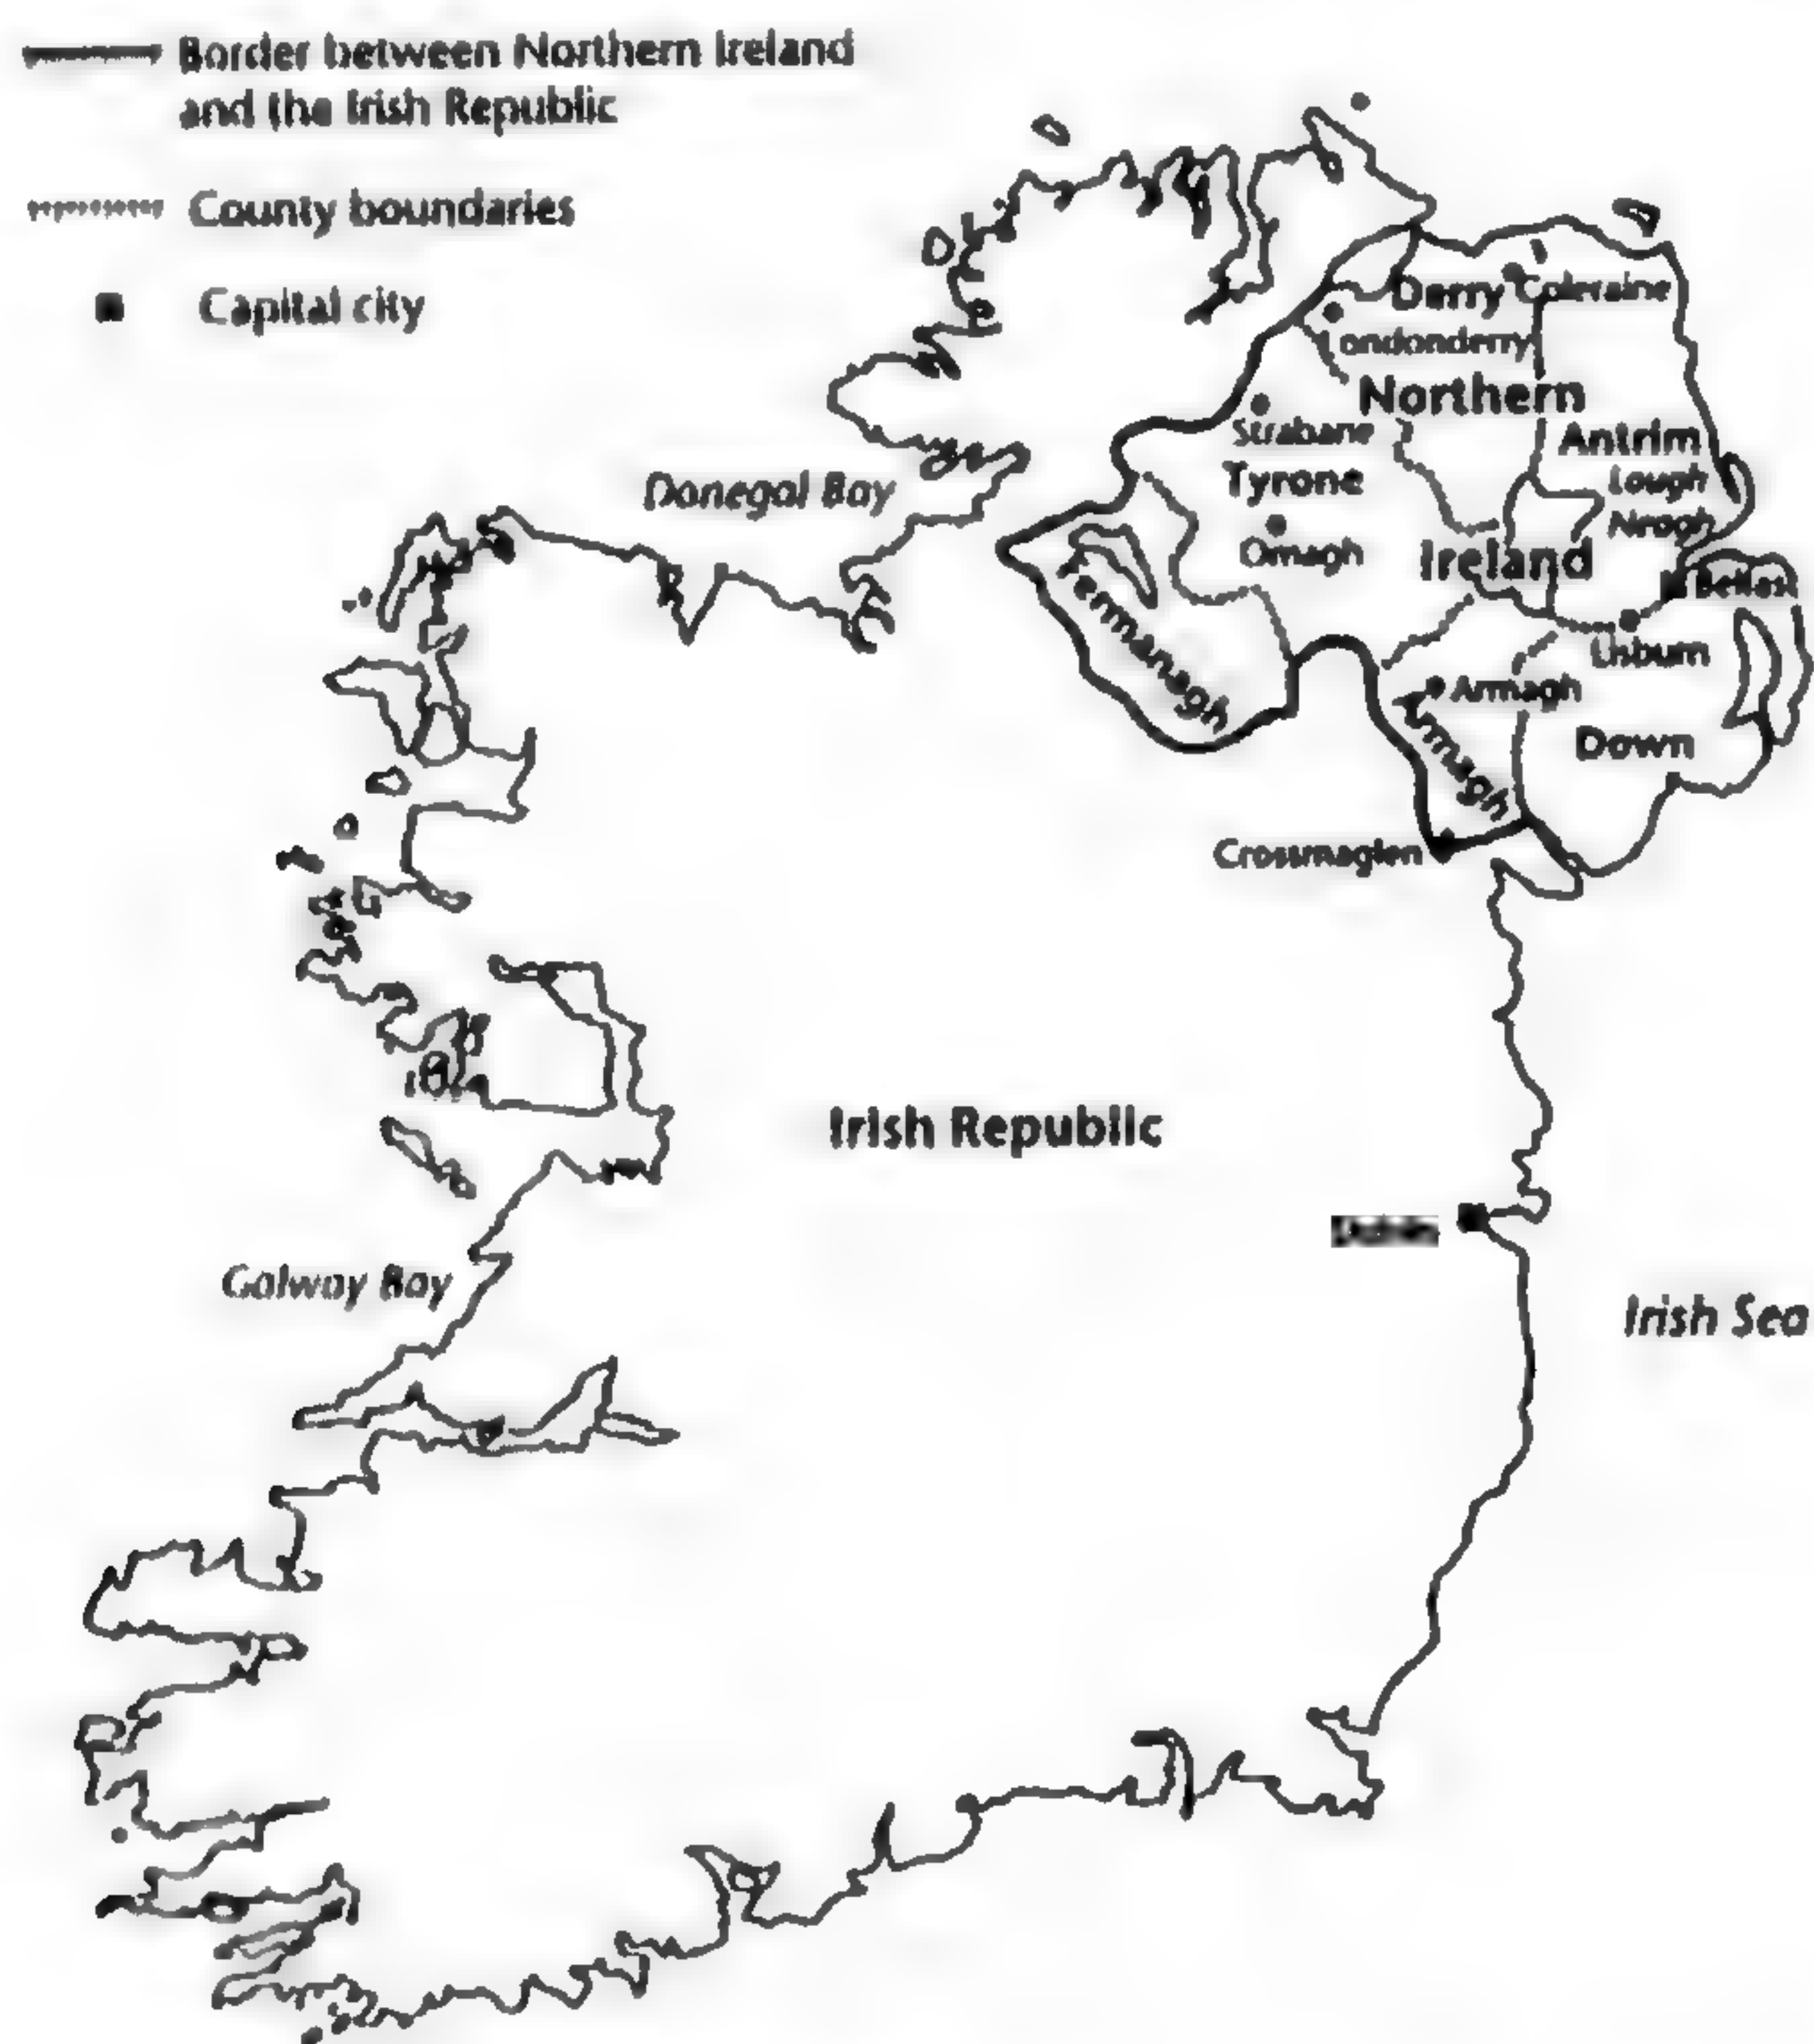 Border between Northern Ireland
and the Irish Republic
County boundaries
Capital city
Derry
Coleraine
Londonderry
Northern
Strabane
Antrim
Tyrone
Lough
Neagh
Donegal Bay
Omagh
Ireland
Belfast
Fermanagh
Lisburn
Armagh
Armagh
Down
Crossmaglen
Irish Republic
Dublin
Galway Bay
Irish Sea